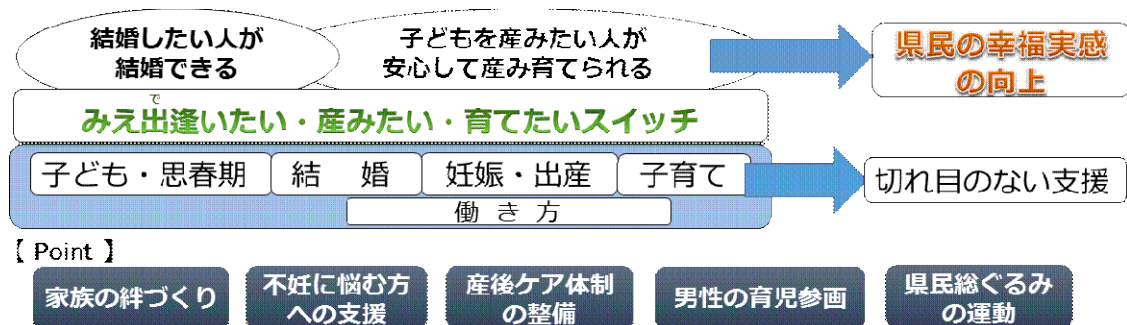 結婚したい人が
結婚できる
子どもを産みたい人が
安心して産み育てられる
県民の幸福実感
の向上
で
みえ出逢いたい・産みたい・育てたいスイッチ
子ども・思春期
結　婚
妊娠・出産
子育て
切れ目のない支援
働き方
【 Point 】
家族の絆づくり
不妊に悩む方
への支援
産後ケア体制
の整備
男性の育児参画
県民総ぐるみ
の運動